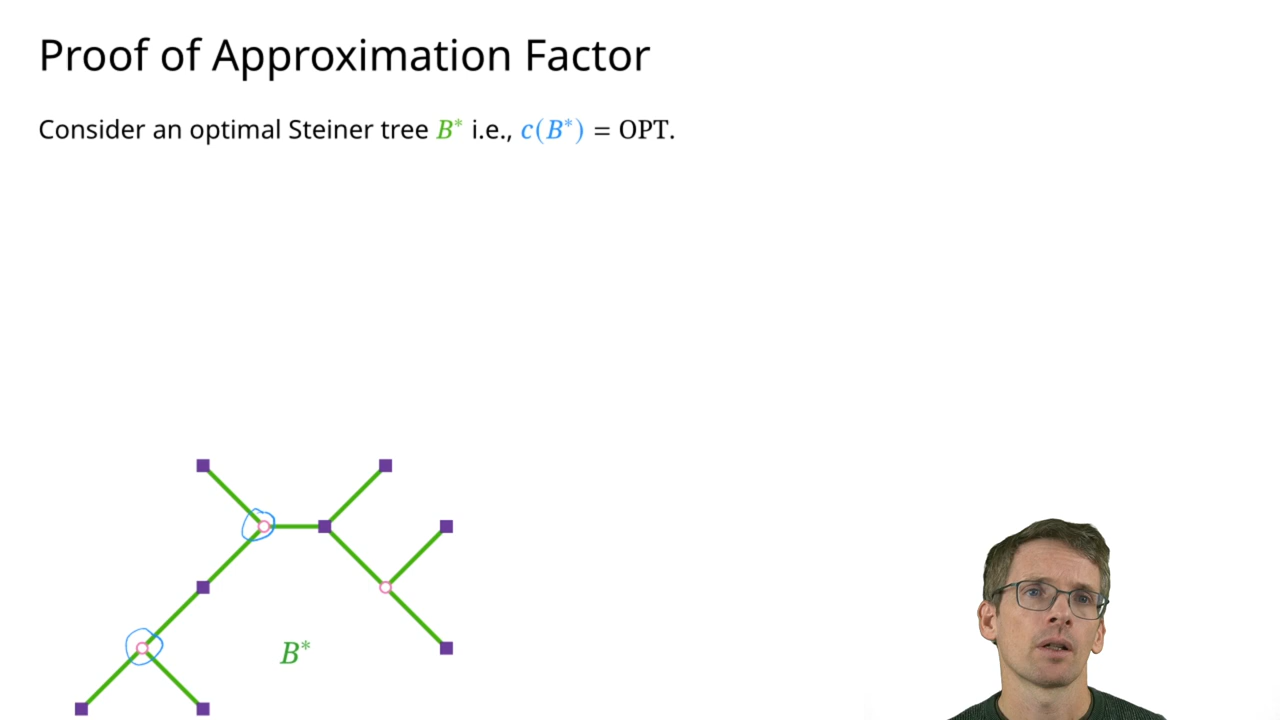 Proof of Approximation Factor
Consider an optimal Steiner tree B* i.e., c(B*) = OPT.
B*